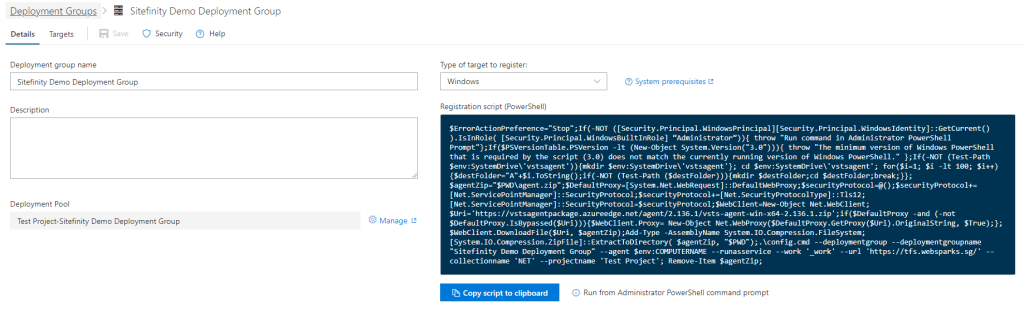 Deployment Groups > Sitefinity Demo Deployment Group
Details Targets Save Security Help
Deployment group name
Sitefinity Demo Deployment Group
Description
Deployment Pool
Test Project-Sitefinity Demo Deployment Group
Manage
Type of target to register:
Windows
System prerequisites
Registration script (PowerShell)
$ErrorActionPreference="Stop";If(-NOT ([Security.Principal.WindowsPrincipal][Security.Principal.WindowsIdentity]::GetCurrent()
).IsInRole( [Security.Principal.WindowsBuiltInRole] “Administrator”)){ throw "Run command in Administrator PowerShell
Prompt"};If($PSVersionTable.PSVersion -lt (New-Object System.Version("3.0"))){ throw "The minimum version of Windows PowerShell
that is required by the script (3.0) does not match the currently running version of Windows PowerShell." };If(-NOT (Test-Path
$env:SystemDrive\'vstsagent')){mkdir $env:SystemDrive\'vstsagent'}; cd $env:SystemDrive\'vstsagent'; for($i=1; $i -lt 100; $i++)
{$destFolder="A"+$i.ToString();if(-NOT (Test-Path ($destFolder))){mkdir $destFolder;cd $destFolder;break;}};
$agentZip="$PWD\agent.zip";$DefaultProxy=[System.Net.WebRequest]::DefaultWebProxy;$securityProtocol=@();$securityProtocol+=
[Net.ServicePointManager]::SecurityProtocol;$securityProtocol+=[Net.SecurityProtocolType]::Tls12;
[Net.ServicePointManager]::SecurityProtocol=$securityProtocol;$WebClient=New-Object Net.WebClient;
$Uri='https://vstsagentpackage.azureedge.net/agent/2.136.1/vsts-agent-win-x64-2.136.1.zip';if($DefaultProxy -and (-not
$DefaultProxy.IsBypassed($Uri))){$WebClient.Proxy= New-Object Net.WebProxy($DefaultProxy.GetProxy($Uri).OriginalString, $True);};
$WebClient.DownloadFile($Uri, $agentZip);Add-Type -AssemblyName System.IO.Compression.FileSystem;
[System.IO.Compression.ZipFile]::ExtractToDirectory( $agentZip, "$PWD");.\config.cmd --deploymentgroup --deploymentgroupname
"Sitefinity Demo Deployment Group" --agent $env:COMPUTERNAME --runasservice --work '_work' --url 'https://tfs.websparks.sg/' --
collectionname 'NET' --projectname 'Test Project'; Remove-Item $agentZip;
Copy script to clipboard
Run from Administrator PowerShell command prompt